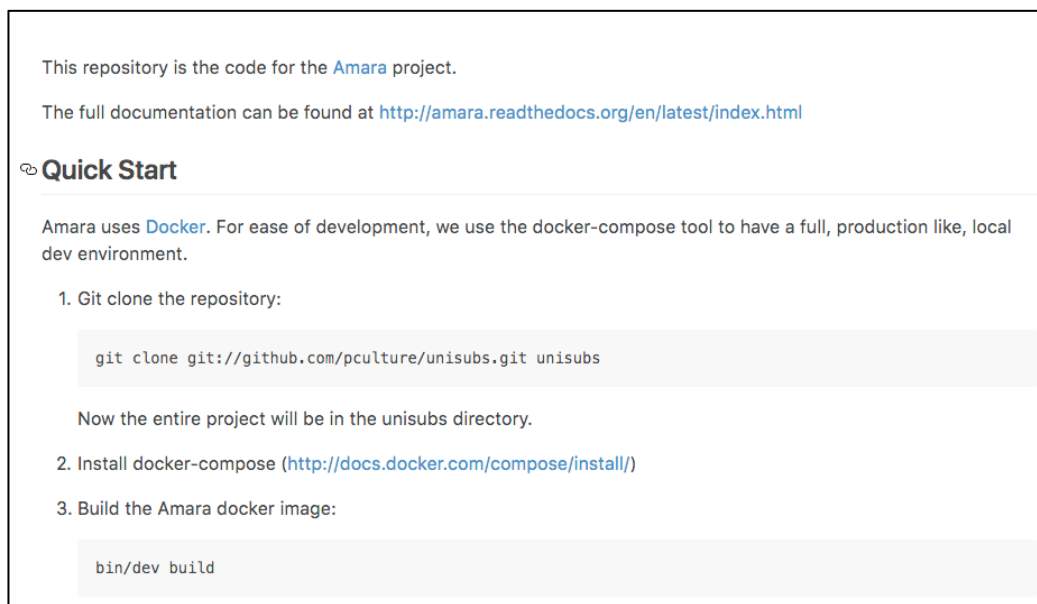 This repository is the code for the Amara project.
The full documentation can be found at http://amara.readthedocs.org/en/latest/index.html
Quick Start
Amara uses Docker. For ease of development, we use the docker-compose tool to have a full, production like, local
dev environment.
1. Git clone the repository:
git clone git://github.com/pculture/unisubs.git unisubs
Now the entire project will be in the unisubs directory.
2. Install docker-compose (http://docs.docker.com/compose/install/)
3. Build the Amara docker image:
bin/dev build